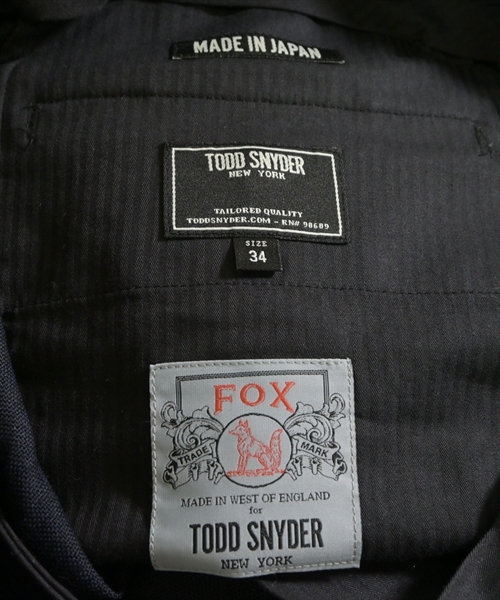 MADE IN JAPAN
TODD SNYDER
NEW YORK
TAILORED QUALITY
TODDSNYDER.COM - RN# 98689
SIZE
34
FOX
TRADE MARK
MADE IN WEST OF ENGLAND
for
TODD SNYDER
NEW YORK